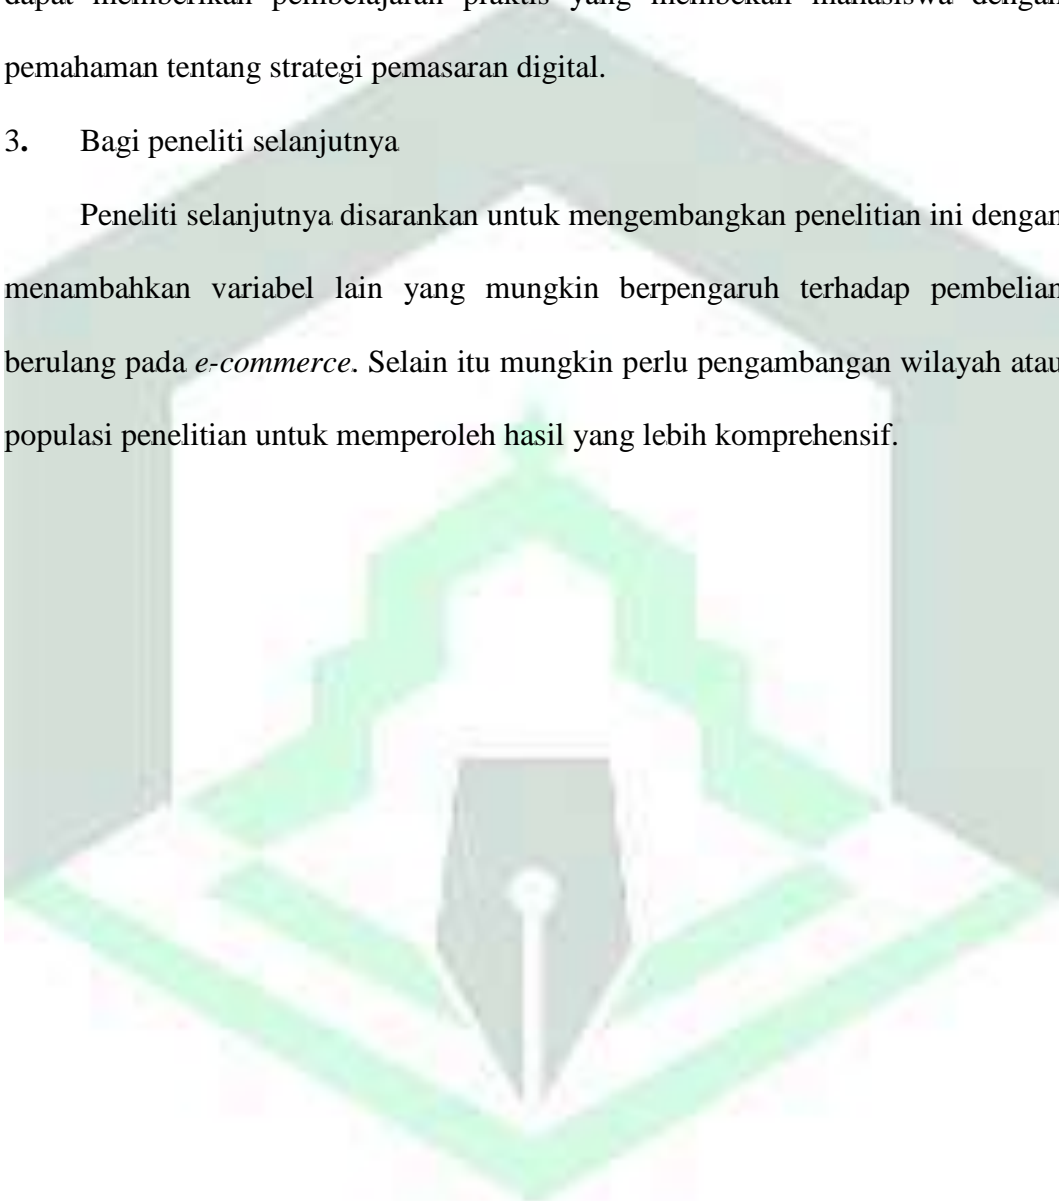 dapat memberikan pembelajaran praktis yang membekali mahasiswa dengan
pemahaman tentang strategi pemasaran digital.
3. Bagi peneliti selanjutnya
Peneliti selanjutnya disarankan untuk mengembangkan penelitian ini dengan
menambahkan variabel lain yang mungkin berpengaruh terhadap pembelian
berulang pada e-commerce. Selain itu mungkin perlu pengambangan wilayah atau
populasi penelitian untuk memperoleh hasil yang lebih komprehensif.